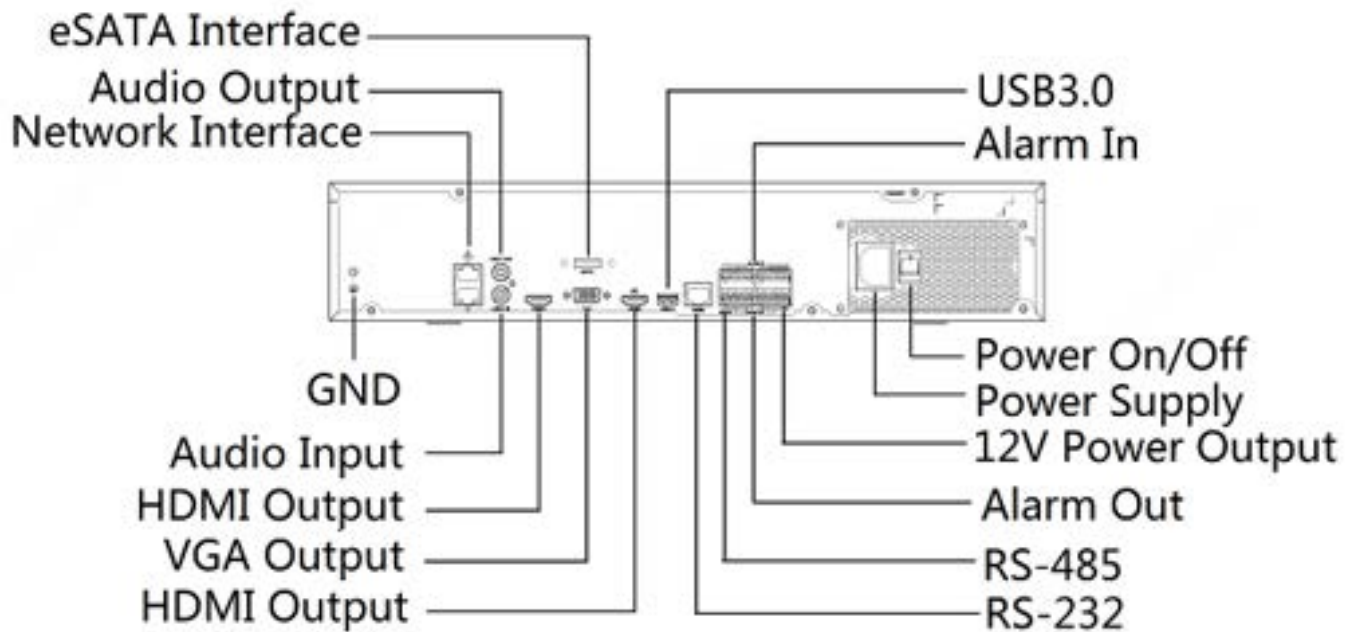 eSATA Interface
Audio Output
Network Interface
USB3.0
Alarm In
GND
Audio Input
HDMI Output
VGA Output
HDMI Output
Power On/Off
Power Supply
12V Power Output
Alarm Out
RS-485
RS-232